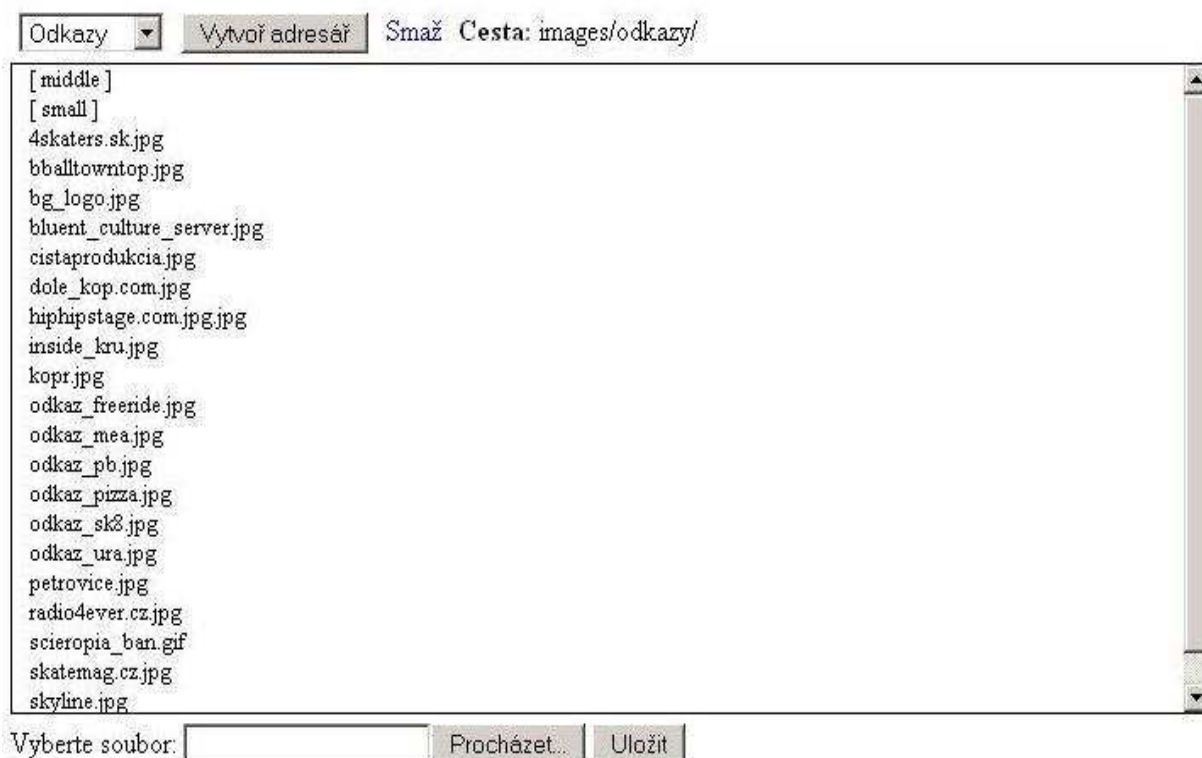 Odkazy Vytvoř adresář Smaž Cesta: images/odkazy/
[ middle ]
[ small ]
4skaters.sk.jpg
bballtowntop.jpg
bg_logo.jpg
bluent_culture_server.jpg
cistaprodukcia.jpg
dole_kop.com.jpg
hiphipstage.com.jpg.jpg
inside_kru.jpg
kopr.jpg
odkaz_freeride.jpg
odkaz_mea.jpg
odkaz_pb.jpg
odkaz_pizza.jpg
odkaz_sk8.jpg
odkaz_ura.jpg
petrovice.jpg
radio4ever.cz.jpg
scieropia_ban.gif
skatemag.cz.jpg
skyline.jpg
Vyberte soubor: Procházet... Uložit